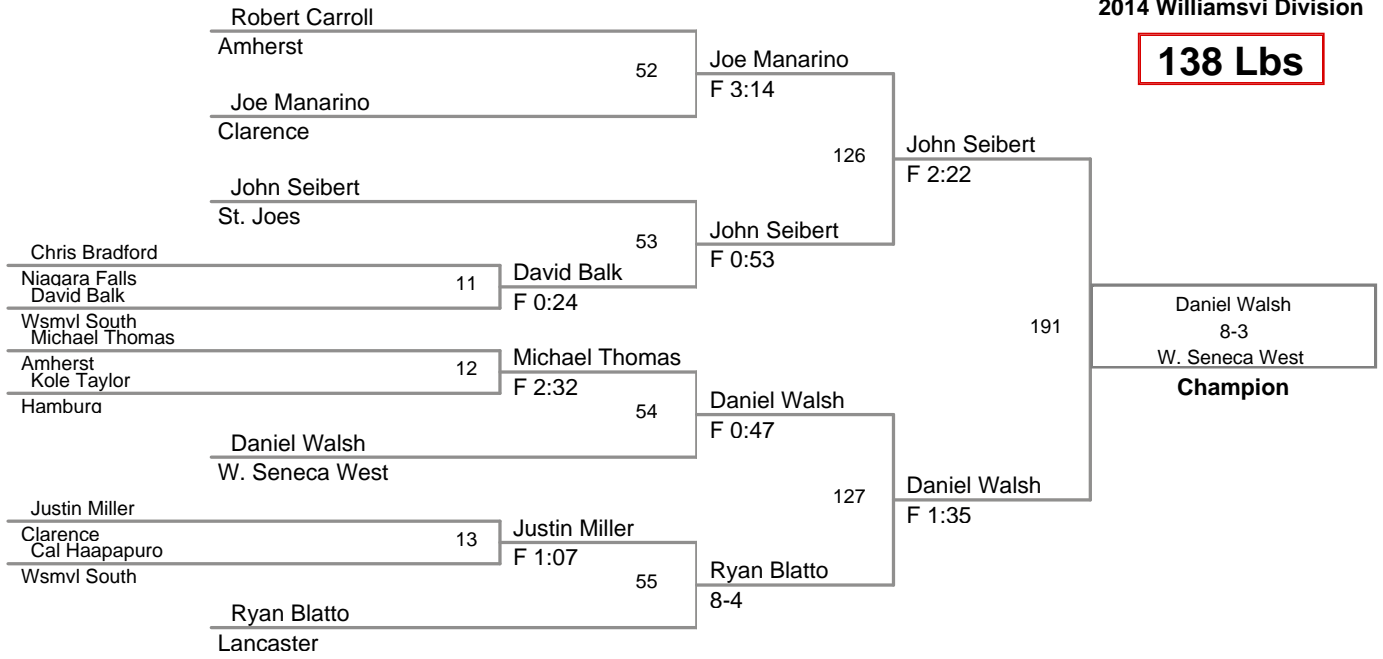 2014 Williamsvi Division
138 Lbs
Robert Carroll
Amherst
52
Joe Manarino
F 3:14
Joe Manarino
Clarence
126
John Seibert
F 2:22
John Seibert
St. Joes
53
John Seibert
F 0:53
Chris Bradford
Niagara Falls
11
David Balk
F 0:24
David Balk
Wsmvl South
191
Daniel Walsh
8-3
W. Seneca West
Champion
Michael Thomas
Amherst
12
Michael Thomas
F 2:32
Kole Taylor
Hamburg
54
Daniel Walsh
F 0:47
Daniel Walsh
W. Seneca West
127
Daniel Walsh
F 1:35
Justin Miller
Clarence
13
Justin Miller
F 1:07
Cal Haapapuro
Wsmvl South
55
Ryan Blatto
8-4
Ryan Blatto
Lancaster